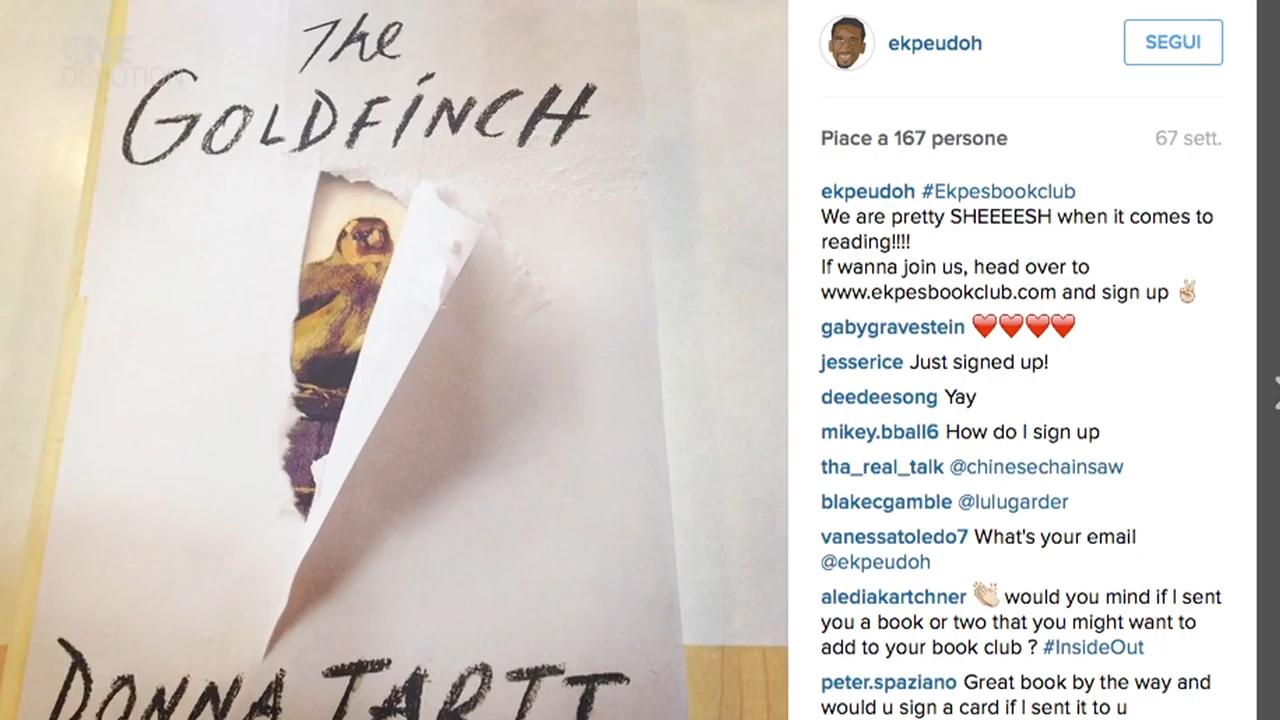 ONE
DEVOTION
The
GOLDFINCH
DONNA TARTT
ekpeudoh
SEGUI
Piace a 167 persone
67 sett.
ekpeudoh #Ekpesbookclub
We are pretty SHEEEESH when it comes to
reading!!!!
If wanna join us, head over to
www.ekpesbookclub.com and sign up ✌🏼
gabygravestein ❤️❤️❤️❤️
jesserice Just signed up!
deedeesong Yay
mikey.bball6 How do I sign up
tha_real_talk @chinesechainsaw
blakecgamble @lulugarder
vanessatoledo7 What's your email
@ekpeudoh
alediakartchner 👏🏼 would you mind if I sent
you a book or two that you might want to
add to your book club ? #InsideOut
peter.spaziano Great book by the way and
would u sign a card if I sent it to u